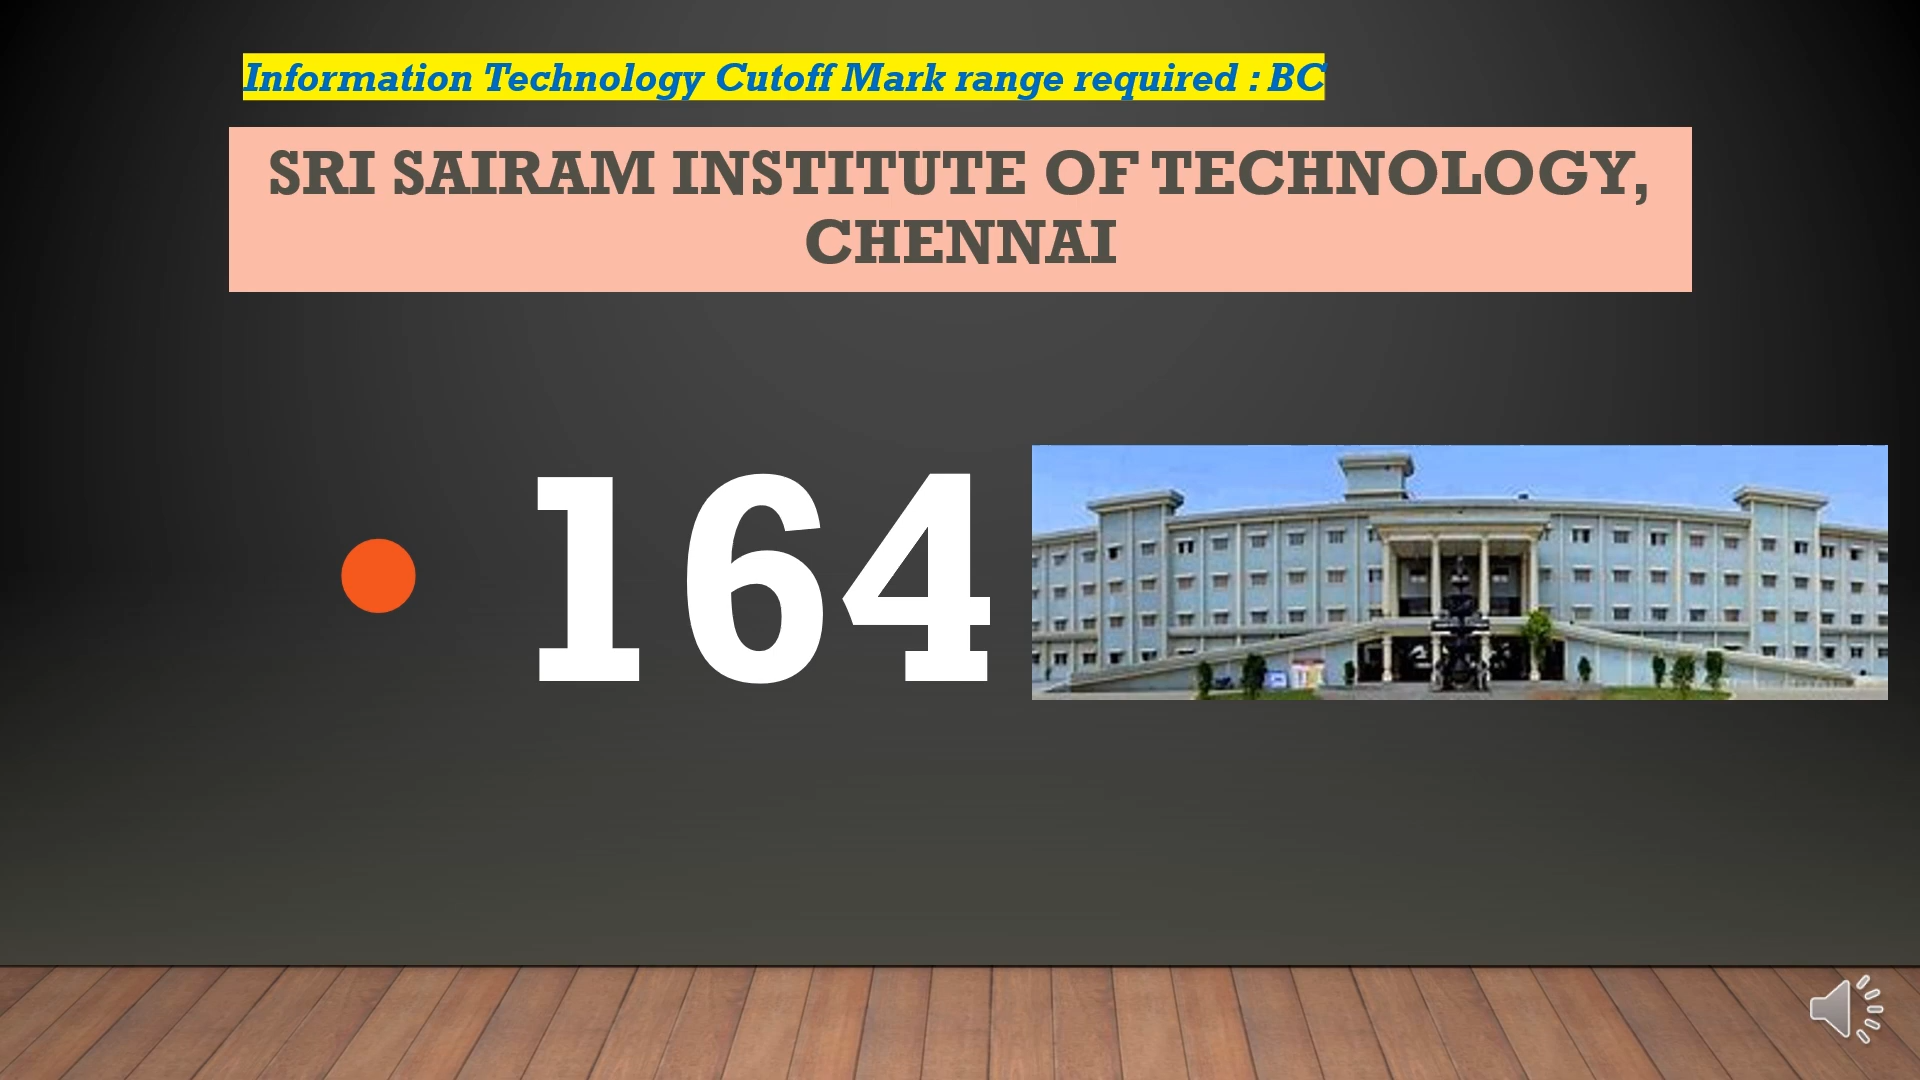 Information Technology Cutoff Mark range required : BC
SRI SAIRAM INSTITUTE OF TECHNOLOGY,
CHENNAI
164